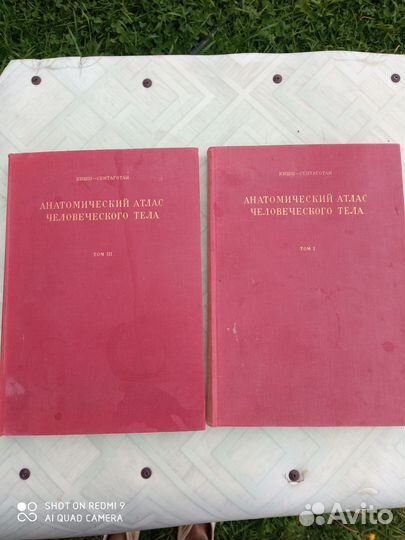 КИШШ—СЕНТАГОТАИ
АНАТОМИЧЕСКИЙ АТЛАС
ЧЕЛОВЕЧЕСКОГО ТЕЛА
ТОМ III
КИШШ—СЕНТАГОТАИ
АНАТОМИЧЕСКИЙ АТЛАС
ЧЕЛОВЕЧЕСКОГО ТЕЛА
ТОМ I
SHOT ON REDMI 9
AI QUAD CAMERA
Avito